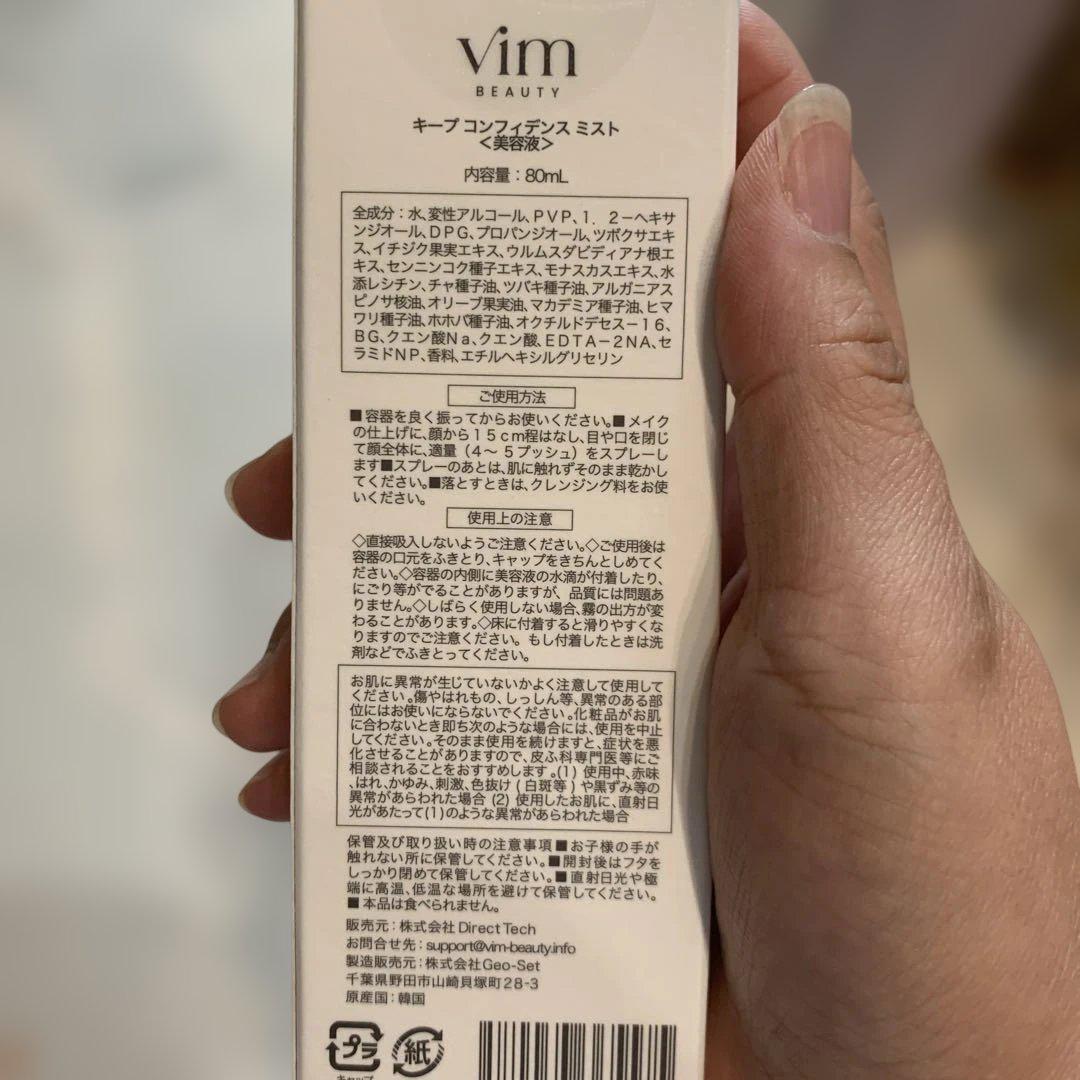 vim
BEAUTY
キープ コンフィデンス ミスト
＜美容液＞
内容量：80mL
全成分：水、変性アルコール、PVP、1．2－ヘキサ
ンジオール、DPG、プロパンジオール、ツボクサエキ
ス、イチジク果実エキス、ウルムスダビディアナ根エ
キス、センニンコク種子エキス、モナスカスエキス、水
添レシチン、チャ種子油、ツバキ種子油、アルガニアス
ピノサ核油、オリーブ果実油、マカデミア種子油、ヒマ
ワリ種子油、ホホバ種子油、オクチルドデセス－16、
BG、クエン酸Na、クエン酸、EDTA－2NA、セ
ラミドNP、香料、エチルヘキシルグリセリン
ご使用方法
■容器を良く振ってからお使いください。■メイク
の仕上げに、顔から15cm程はなし、目や口を閉じ
て顔全体に、適量（4～5プッシュ）をスプレーし
ます■スプレーのあとは、肌に触れずそのまま乾かし
てください。■落とすときは、クレンジング料をお使
いください。
使用上の注意
◇直接吸入しないようご注意ください。◇ご使用後は
容器の口元をふきとり、キャップをきちんとしめてく
ださい。◇容器の内側に美容液の水滴が付着したり、
にごり等がでることがありますが、品質には問題あ
りません。◇しばらく使用しない場合、霧の出方が変
わることがあります。◇床に付着すると滑りやすくな
りますのでご注意ください。もし付着したときは洗
剤などでふきとってください。
お肌に異常が生じていないかよく注意して使用して
ください。傷やはれもの、しっしん等、異常のある部
位にはお使いにならないでください。化粧品がお肌
に合わないとき即ち次のような場合には、使用を中止
してください。そのまま使用を続けますと、症状を悪
化させることがありますので、皮ふ科専門医等にご
相談されることをおすすめします。(1) 使用中、赤味
、はれ、かゆみ、刺激、色抜け(白斑等)や黒ずみ等の
異常があらわれた場合 (2) 使用したお肌に、直射日
光があたって(1)のような異常があらわれた場合
保管及び取り扱い時の注意事項■お子様の手が
触れない所に保管してください。■開封後はフタを
しっかり閉めて保管してください。■直射日光や極
端に高温、低温な場所を避けて保管してください。
■本品は食べられません。
販売元：株式会社Direct Tech
お問合せ先：support@vim-beauty.info
製造販売元：株式会社Geo-Set
千葉県野田市山崎貝塚町28-3
原産国：韓国
プラ 紙
キャップ